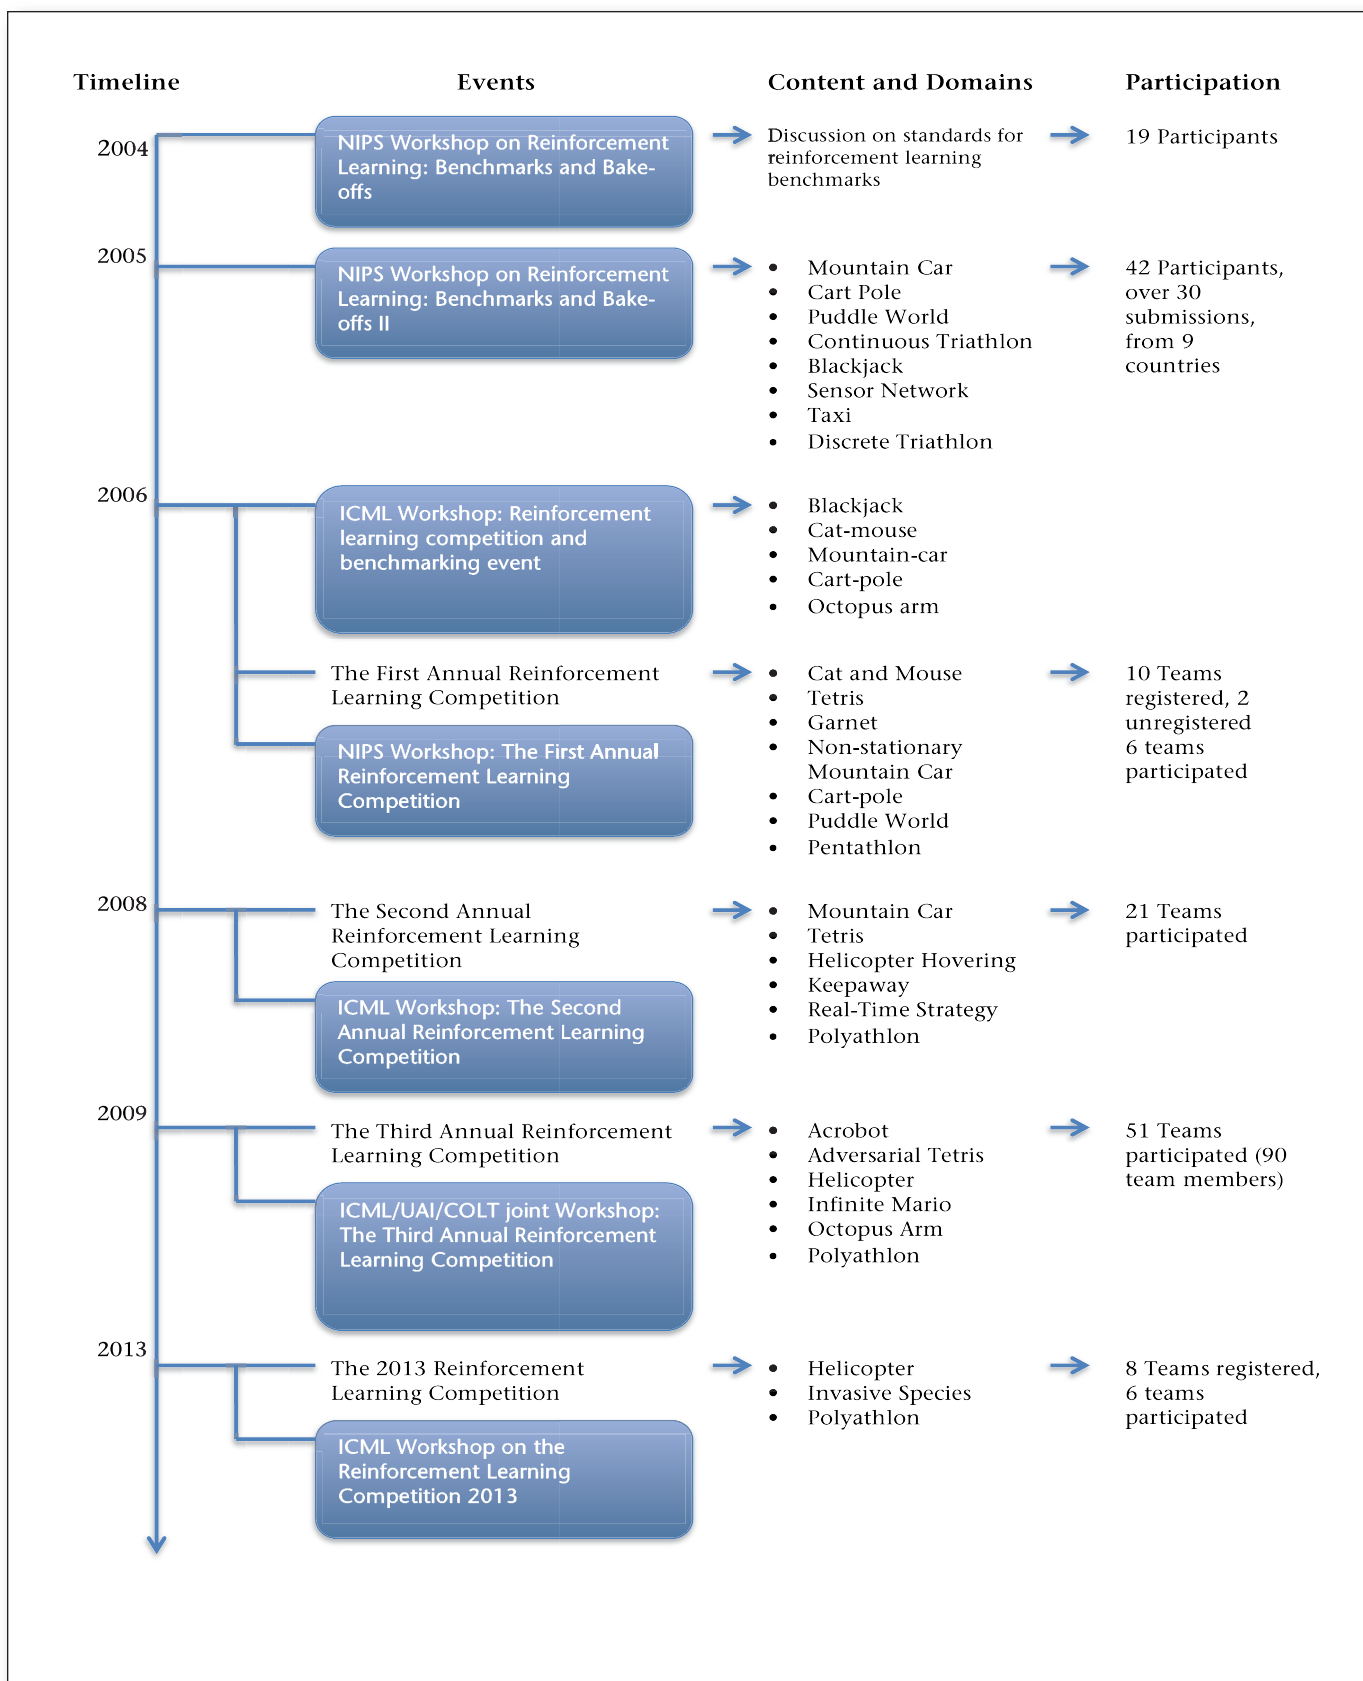 Timeline
Events
Content and Domains
Participation
2004
NIPS Workshop on Reinforcement
Learning: Benchmarks and Bake-
offs
Discussion on standards for
reinforcement learning
benchmarks
19 Participants
2005
NIPS Workshop on Reinforcement
Learning: Benchmarks and Bake-
offs II
• Mountain Car
• Cart Pole
• Puddle World
• Continuous Triathlon
• Blackjack
• Sensor Network
• Taxi
• Discrete Triathlon
42 Participants,
over 30
submissions,
from 9
countries
2006
ICML Workshop: Reinforcement
learning competition and
benchmarking event
• Blackjack
• Cat-mouse
• Mountain-car
• Cart-pole
• Octopus arm
The First Annual Reinforcement
Learning Competition
NIPS Workshop: The First Annual
Reinforcement Learning
Competition
• Cat and Mouse
• Tetris
• Garnet
• Non-stationary
Mountain Car
• Cart-pole
• Puddle World
• Pentathlon
10 Teams
registered, 2
unregistered
6 teams
participated
2008
The Second Annual
Reinforcement Learning
Competition
ICML Workshop: The Second
Annual Reinforcement Learning
Competition
• Mountain Car
• Tetris
• Helicopter Hovering
• Keepaway
• Real-Time Strategy
• Polyathlon
21 Teams
participated
2009
The Third Annual Reinforcement
Learning Competition
ICML/UAI/COLT joint Workshop:
The Third Annual Reinforcement
Learning Competition
• Acrobot
• Adversarial Tetris
• Helicopter
• Infinite Mario
• Octopus Arm
• Polyathlon
51 Teams
participated (90
team members)
2013
The 2013 Reinforcement
Learning Competition
ICML Workshop on the
Reinforcement Learning
Competition 2013
• Helicopter
• Invasive Species
• Polyathlon
8 Teams registered,
6 teams
participated